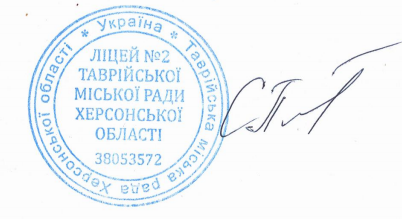 * Україна * Таврійська міська рада Херсонської області
ЛІЦЕЙ №2
ТАВРІЙСЬКОЇ
МІСЬКОЇ РАДИ
ХЕРСОНСЬКОЇ
ОБЛАСТІ
38053572